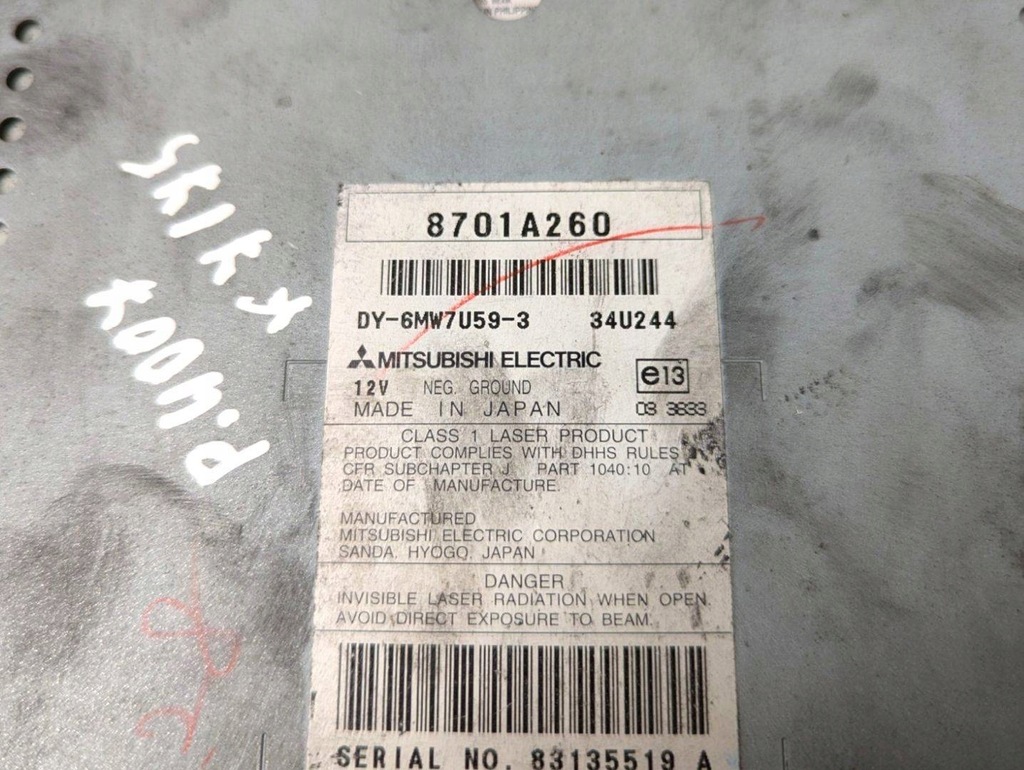 8701A260
DY-6MW7U59-3 34U244
MITSUBISHI ELECTRIC
e13
12V NEG. GROUND
MADE IN JAPAN 03 3833
CLASS 1 LASER PRODUCT
PRODUCT COMPLIES WITH DHHS RULES
CFR SUBCHAPTER J PART 1040:10 AT
DATE OF MANUFACTURE.
MANUFACTURED
MITSUBISHI ELECTRIC CORPORATION
SANDA, HYOGO, JAPAN
DANGER
INVISIBLE LASER RADIATION WHEN OPEN.
AVOID DIRECT EXPOSURE TO BEAM.
SERIAL NO. 83135519 A